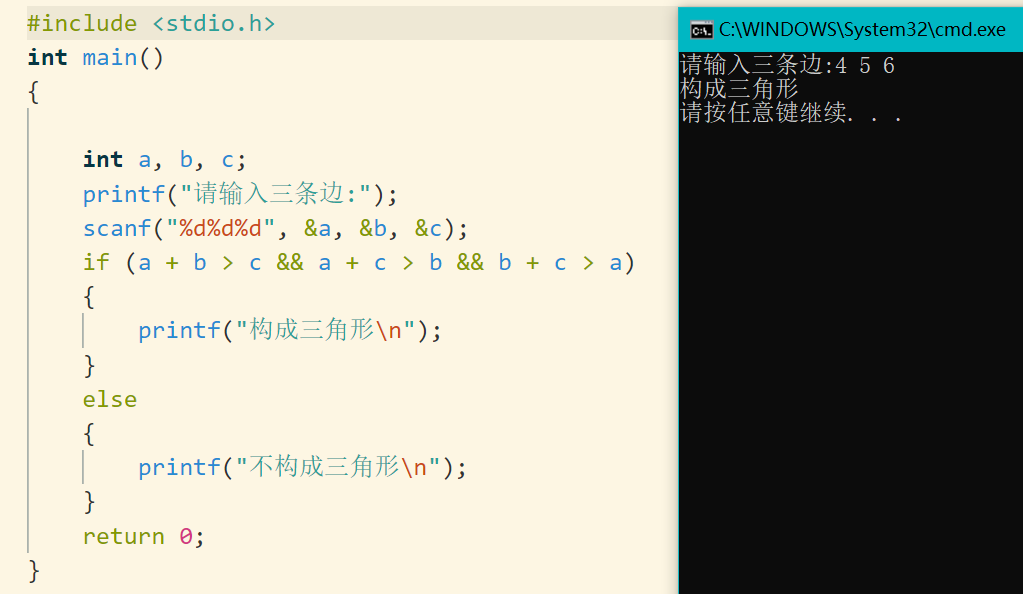 #include <stdio.h>
int main()
{
int a, b, c;
printf("请输入三条边:");
scanf("%d%d%d", &a, &b, &c);
if (a + b > c && a + c > b && b + c > a)
{
printf("构成三角形\n");
}
else
{
printf("不构成三角形\n");
}
return 0;
}
C:\WINDOWS\System32\cmd.exe
请输入三条边:4 5 6
构成三角形
请按任意键继续. . .